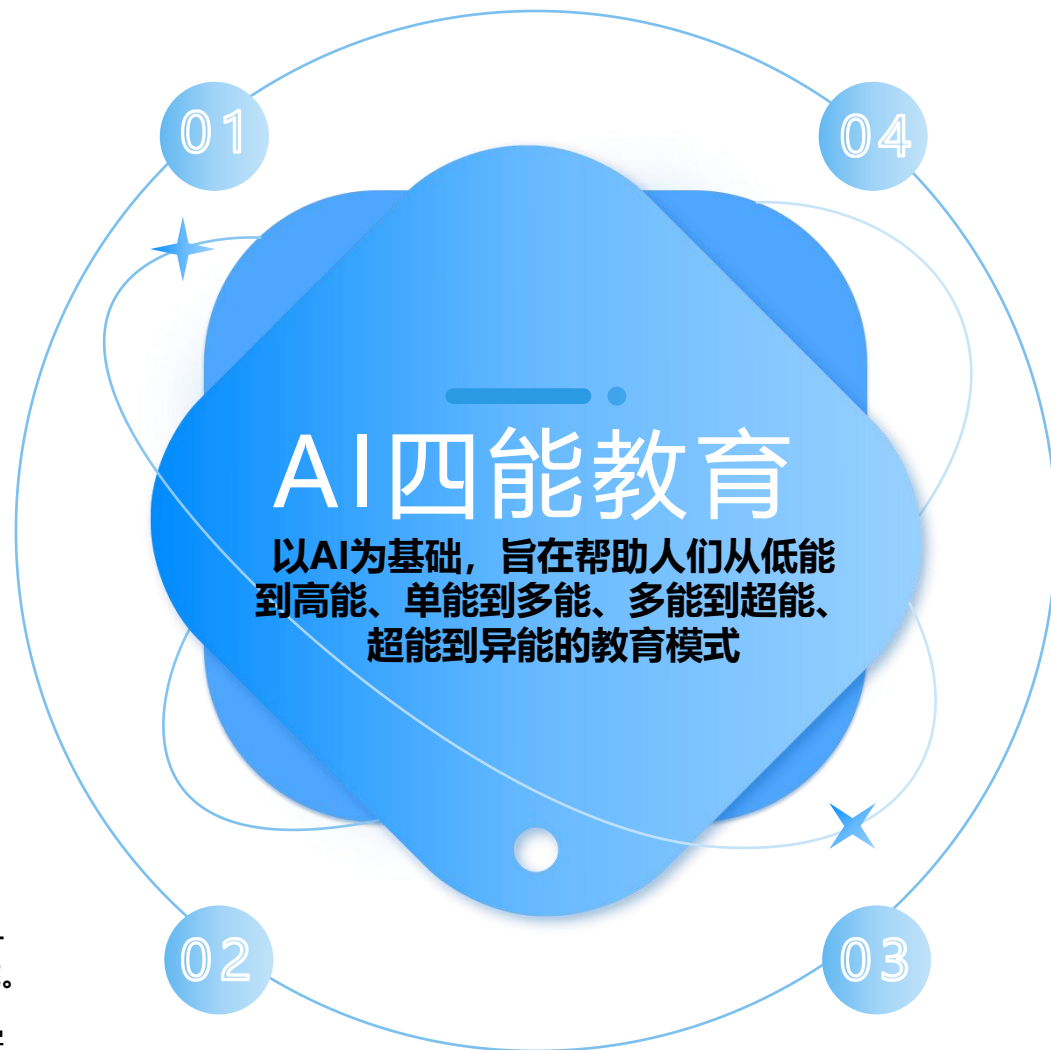 01
04
AI四能教育
以AI为基础，旨在帮助人们从低能
到高能、单能到多能、多能到超能、
超能到异能的教育模式
02
03